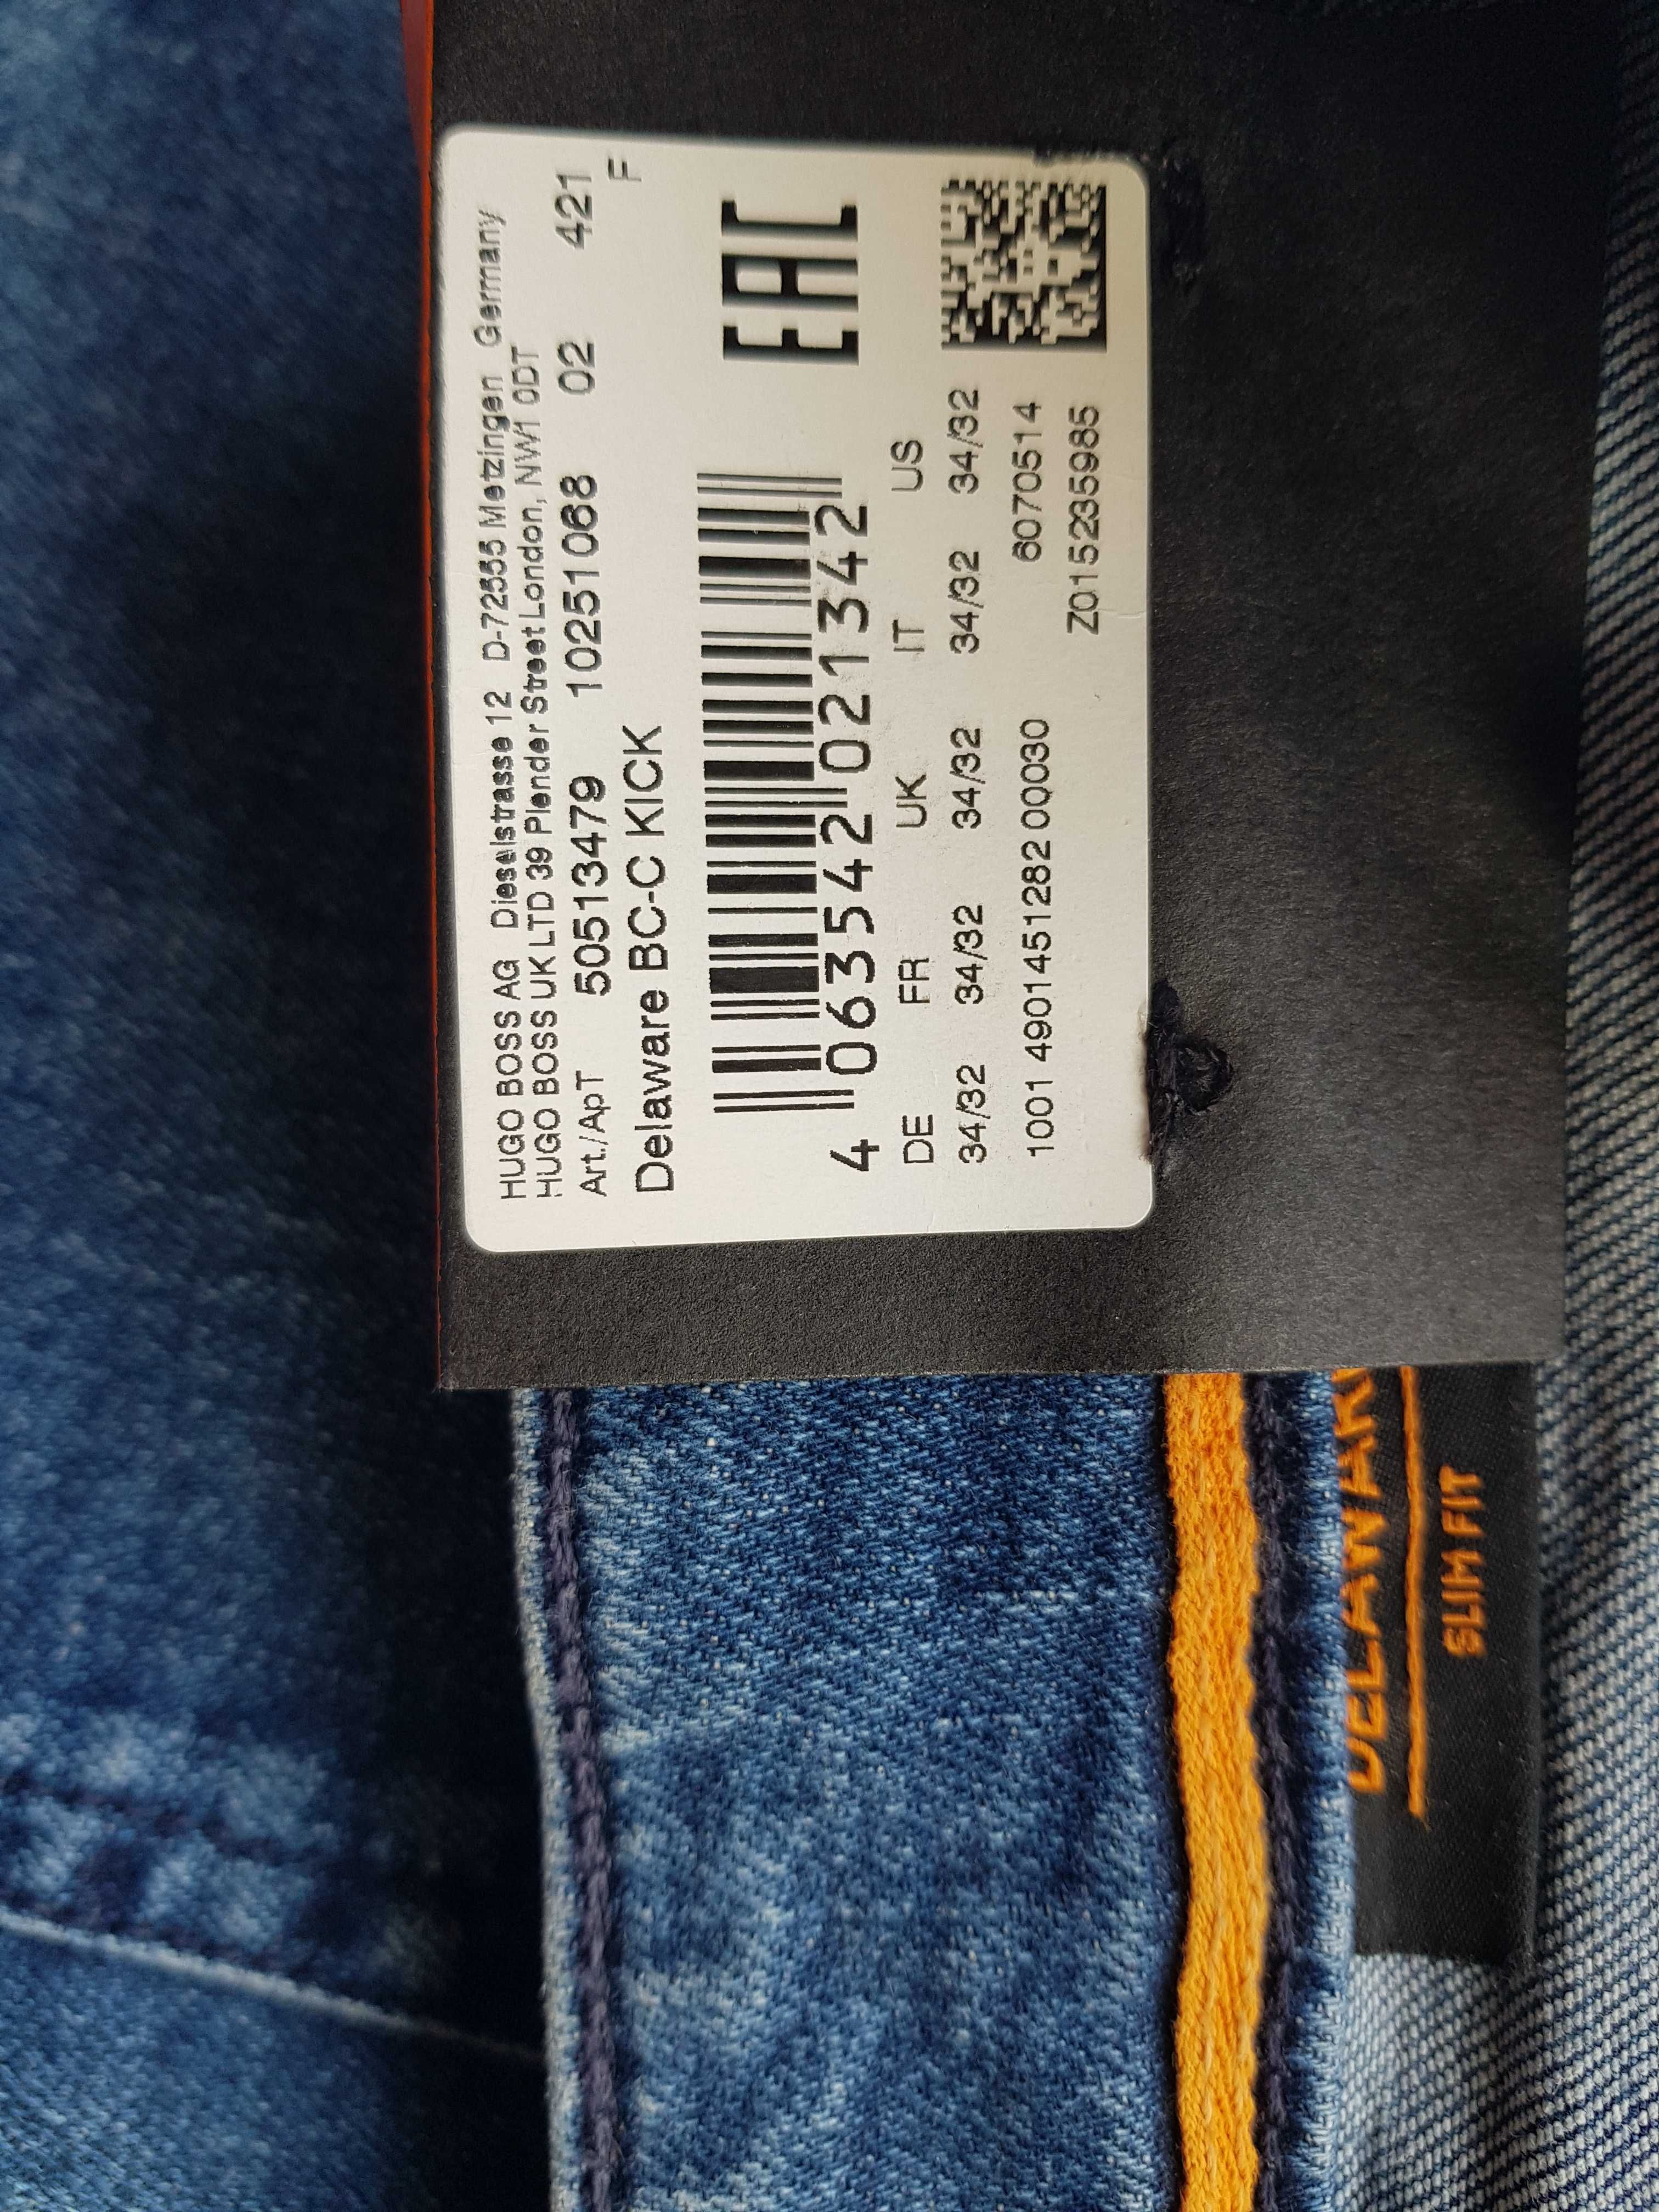 HUGO BOSS AG Dieselstrasse 12 D-72555 Metzingen Germany
HUGO BOSS UK LTD 39 Plender Street London, NW1 0DT
Art./ApT 50513479 10251088 02 421
Delaware BC-C KICK F
EAC
4 063542 021342
DE FR UK IT US
34/32 34/32 34/32 34/32 34/32
1001 4901451282 00030 6070514
Z015235985
DELAWAR
SLIM FIT